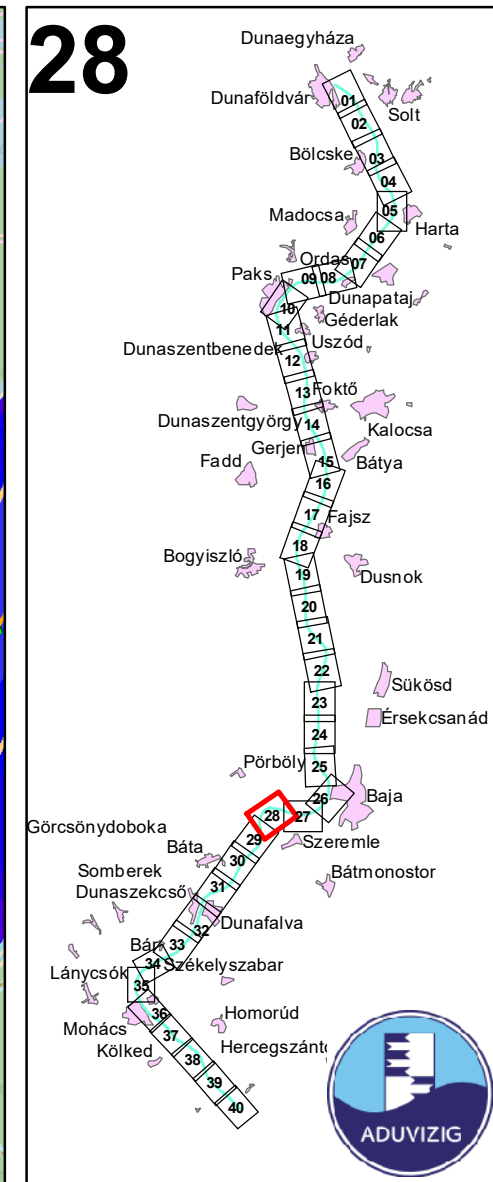 28
Dunaegyháza
Dunaföldvár
01
Solt
02
Bölcske
03
04
05
Madocsa
Harta
06
Ordas
07
Paks
09
08
Dunapataj
10
Géderlak
11
Uszód
Dunaszentbenedek
12
Foktő
13
Dunaszentgyörgy
14
Kalocsa
Gerjen
Fadd
15
Bátya
16
17
Fajsz
18
Bogyiszló
19
Dusnok
20
21
22
Sükösd
23
Érsekcsanád
24
Pörböly
25
26
Baja
28
27
Görcsönydoboka
29
Szeremle
Báta
30
Bátmonostor
Somberek
31
Dunaszekcső
32
Dunafalva
33
Bár
34
Székelyszabar
Lánycsók
35
36
Homorúd
Mohács
37
Kölked
38
39
40
ADUVIZIG